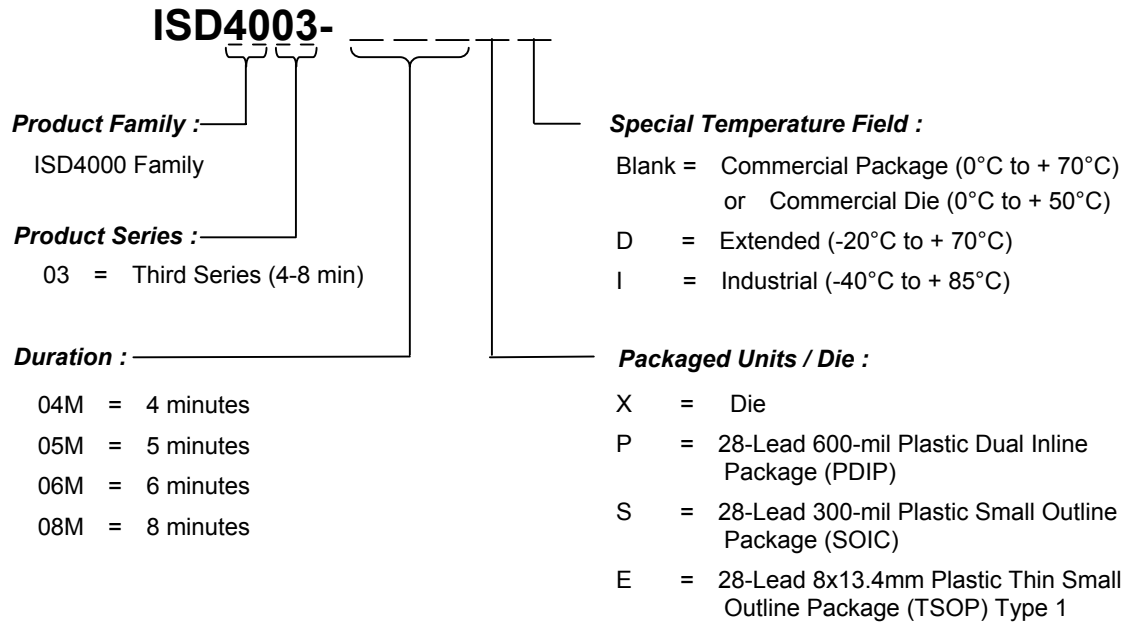 ISD4003- _ _ _ _ _
Product Family :
ISD4000 Family
Product Series :
03 = Third Series (4-8 min)
Duration :
04M = 4 minutes
05M = 5 minutes
06M = 6 minutes
08M = 8 minutes
Special Temperature Field :
Blank = Commercial Package (0°C to + 70°C)
or Commercial Die (0°C to + 50°C)
D = Extended (-20°C to + 70°C)
I = Industrial (-40°C to + 85°C)
Packaged Units / Die :
X = Die
P = 28-Lead 600-mil Plastic Dual Inline
Package (PDIP)
S = 28-Lead 300-mil Plastic Small Outline
Package (SOIC)
E = 28-Lead 8x13.4mm Plastic Thin Small
Outline Package (TSOP) Type 1